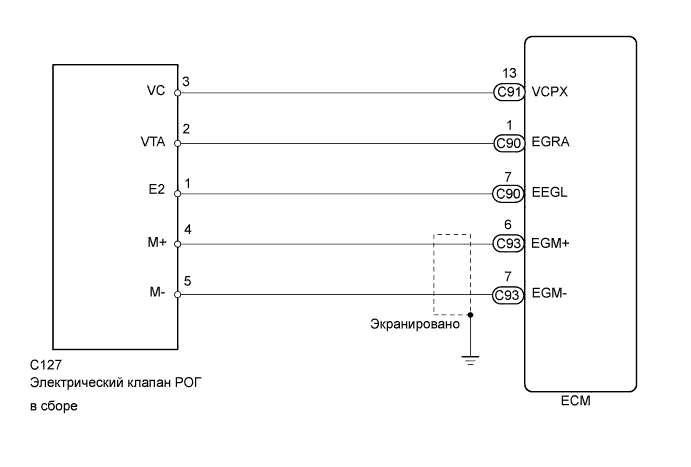 13
VC 3 C91 VCPX
1
VTA 2 C90 EGRA
7
E2 1 C90 EEGL
6
M+ 4 C93 EGM+
7
M- 5 C93 EGM-
Экранировано
C127
Электрический клапан РОГ
в сборе
ECM